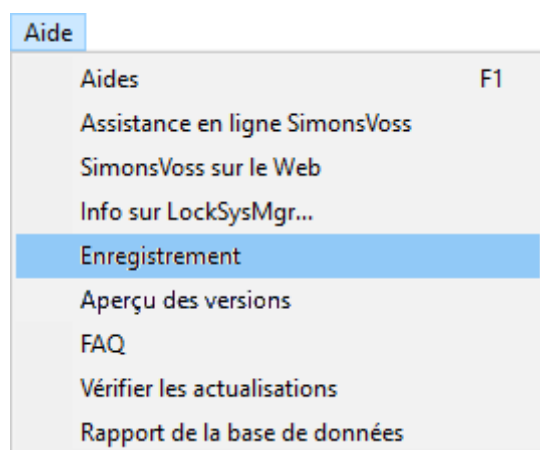 Aide
Aides F1
Assistance en ligne SimonsVoss
SimonsVoss sur le Web
Info sur LockSysMgr...
Enregistrement
Aperçu des versions
FAQ
Vérifier les actualisations
Rapport de la base de données